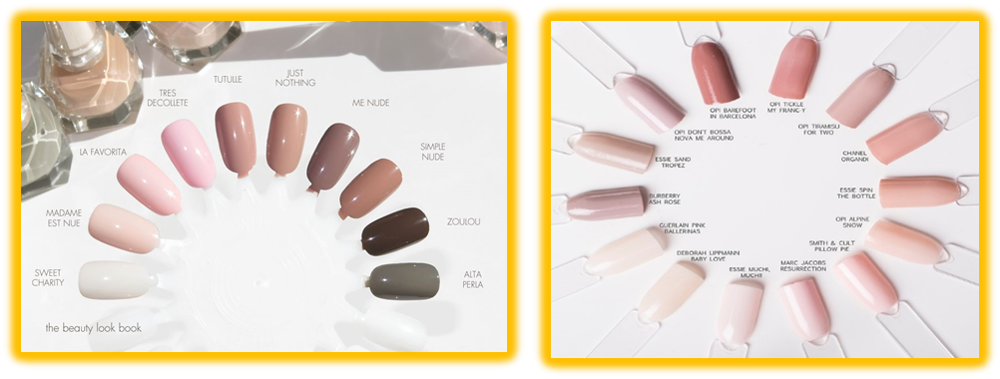 TUTULLE
JUST
NOTHING
TRES
DECOLLETE
ME NUDE
LA FAVORITA
SIMPLE
NUDE
MADAME
EST NUE
ZOULOU
SWEET
CHARITY
ALTA
PERLA
the beauty look book
OPI BAREFOOT
IN BARCELONA
OPI TICKLE
MY FRANC-Y
OPI DON'T BOSSA
NOVA ME AROUND
OPI TIRAMISU
FOR TWO
ESSIE SAND
TROPEZ
CHANEL
ORGANDI
BURBERRY
ASH ROSE
ESSIE SPIN
THE BOTTLE
GUERLAIN PINK
BALLERINAS
OPI ALPINE
SNOW
DEBORAH LIPPMANN
BABY LOVE
SMITH & CULT
PILLOW PIE
ESSIE MUCHI,
MUCHI!
MARC JACOBS
RESURRECTION